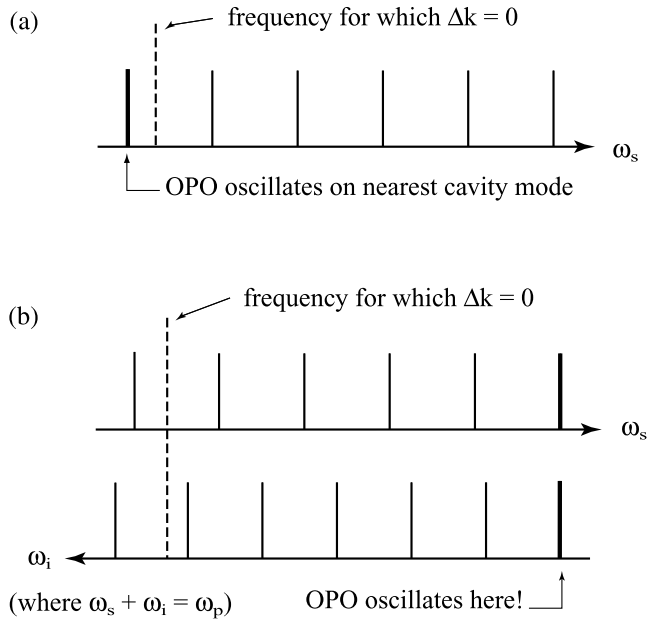 (a)
frequency for which Δk = 0
ωs
OPO oscillates on nearest cavity mode
(b)
frequency for which Δk = 0
ωs
ωi
(where ωs + ωi = ωp)
OPO oscillates here!